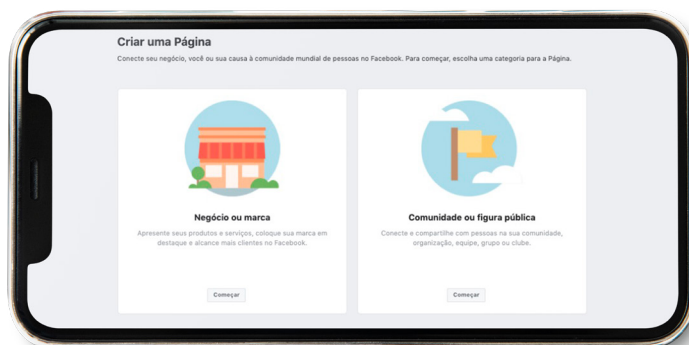 Criar uma Página
Conecte seu negócio, você ou sua causa à comunidade mundial de pessoas no Facebook. Para começar, escolha uma categoria para a Página.
Negócio ou marca
Apresente seus produtos e serviços, coloque sua marca em
destaque e alcance mais clientes no Facebook.
Começar
Comunidade ou figura pública
Conecte e compartilhe com pessoas na sua comunidade,
organização, equipe, grupo ou clube.
Começar